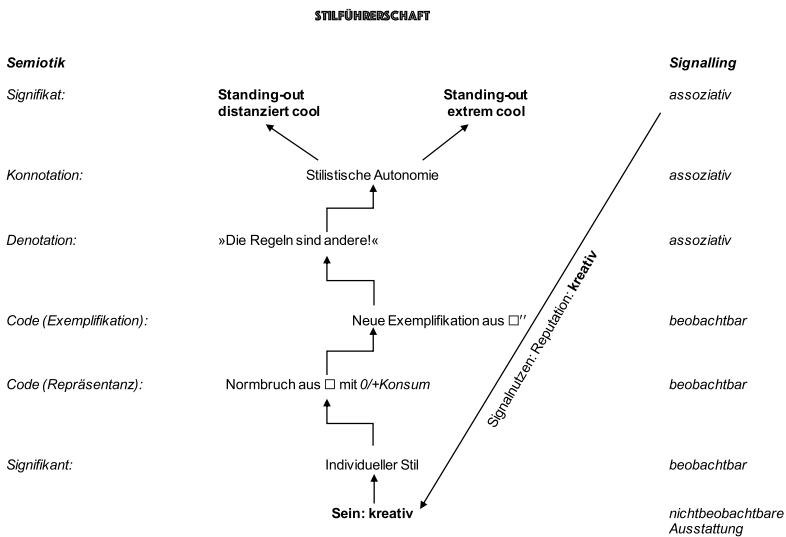 STILFÜHRERSCHAFT
Semiotik
Signalling
Signifikat:
Standing-out
distanziert cool
Standing-out
extrem cool
assoziativ
Konnotation:
Stilistische Autonomie
assoziativ
Denotation:
»Die Regeln sind andere!«
assoziativ
Signalnutzen: Reputation: kreativ
Code (Exemplifikation):
Neue Exemplifikation aus □′′
beobachtbar
Code (Repräsentanz):
Normbruch aus □ mit 0/+Konsum
beobachtbar
Signifikant:
Individueller Stil
beobachtbar
Sein: kreativ
nichtbeobachtbare
Ausstattung